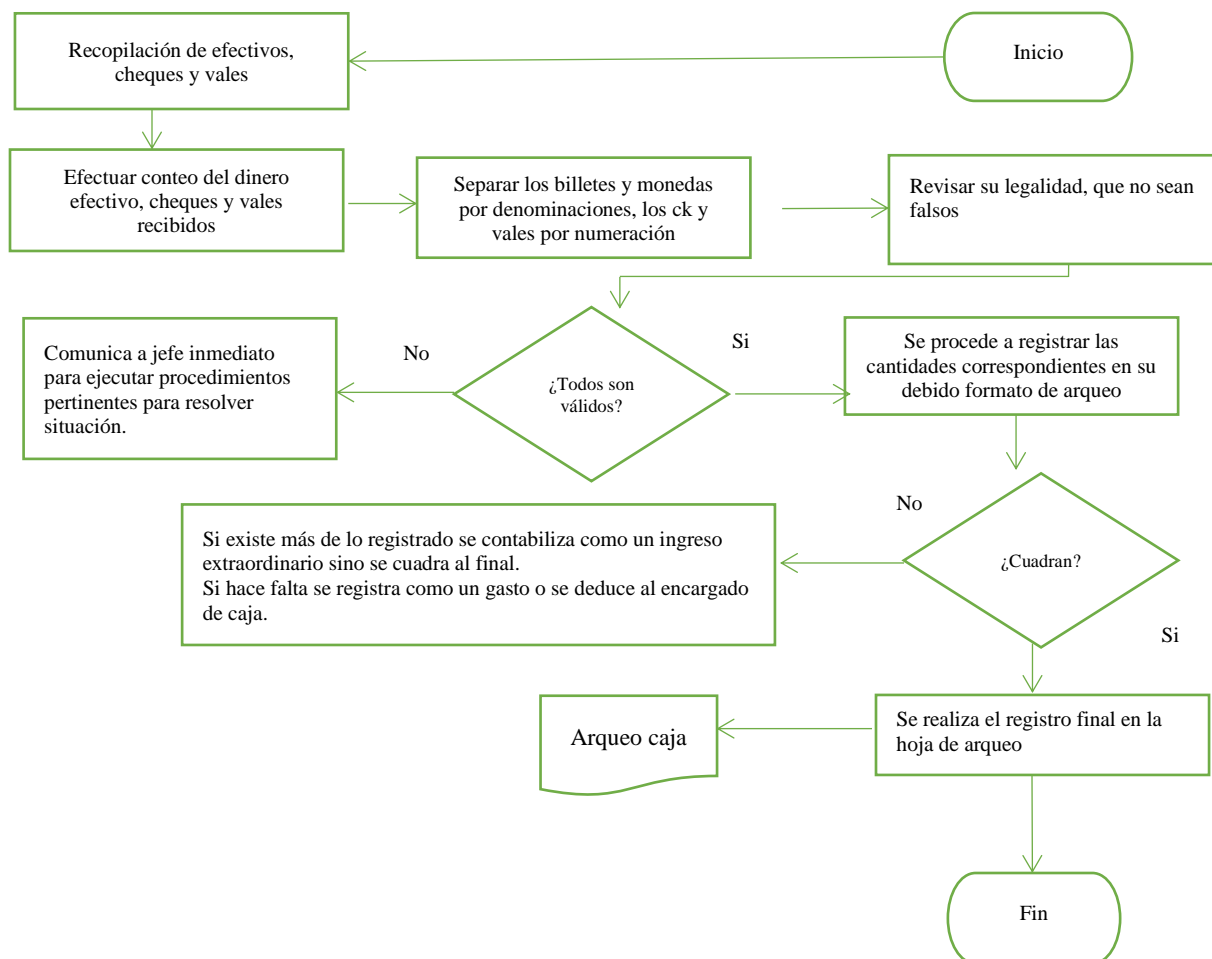 Inicio
Recopilación de efectivos,
cheques y vales
Efectuar conteo del dinero
efectivo, cheques y vales
recibidos
Separar los billetes y monedas
por denominaciones, los ck y
vales por numeración
Revisar su legalidad, que no sean
falsos
¿Todos son
válidos?
No
Comunica a jefe inmediato
para ejecutar procedimientos
pertinentes para resolver
situación.
Si
Se procede a registrar las
cantidades correspondientes en su
debido formato de arqueo
¿Cuadran?
No
Si existe más de lo registrado se contabiliza como un ingreso
extraordinario sino se cuadra al final.
Si hace falta se registra como un gasto o se deduce al encargado
de caja.
Si
Se realiza el registro final en la
hoja de arqueo
Arqueo caja
Fin